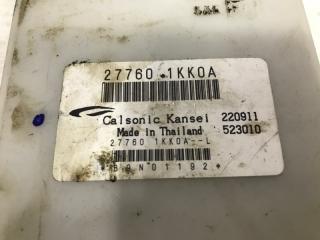 27760 1KK0A
Calsonic Kansei 220911
Made in Thailand 523010
27760 1KK0A--L